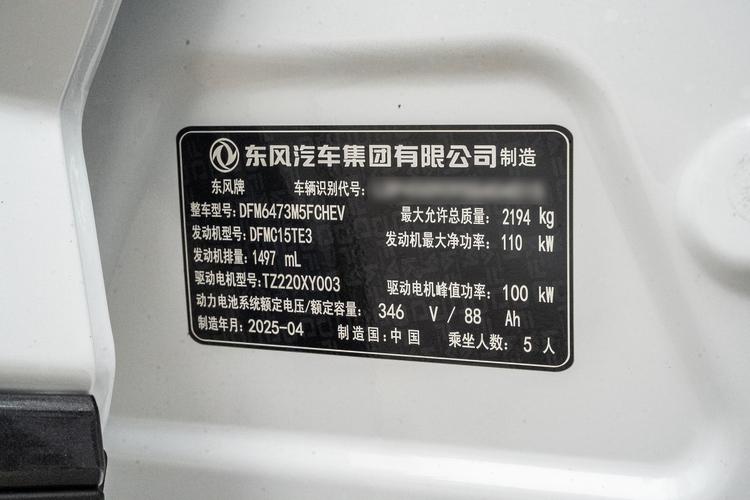 东风汽车集团有限公司制造
东风牌 车辆识别代号:
整车型号: DFM6473M5FCHEV 最大允许总质量: 2194 kg
发动机型号: DFMC15TE3 发动机最大净功率: 110 kW
发动机排量: 1497 mL
驱动电机型号: TZ220XY003 驱动电机峰值功率: 100 kW
动力电池系统额定电压/额定容量: 346 V / 88 Ah
制造年月: 2025-04 制造国: 中国 乘坐人数: 5 人